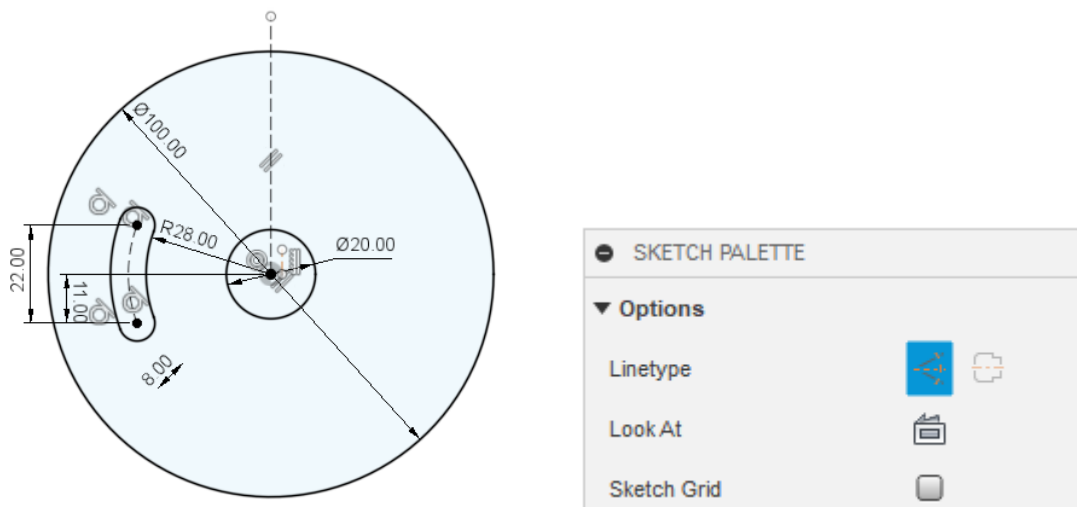 Ø100.00
R28.00
Ø20.00
22.00
11.00
8.00
SKETCH PALETTE
Options
Linetype
Look At
Sketch Grid